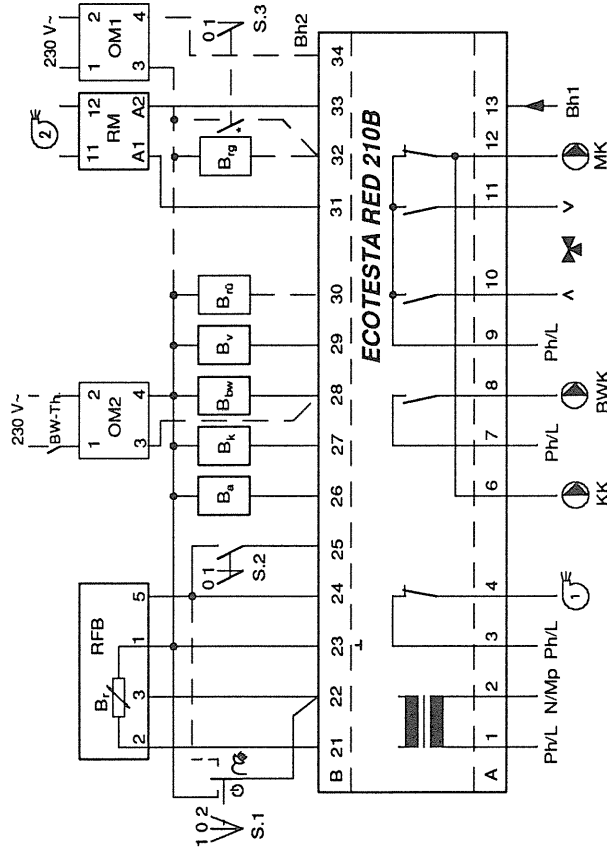 230 V~
BW-Th.
230 V~
1 2
OM2
3 4
11 12
RM
A1 A2
2
1 2
OM1
3 4
RFB
Br
2 3 1 5
1 0 2
S.1
0 1
S.2
0 1
S.3
*
Ba
Bk
Bbw
Bv
Brü
Brg
Bh2
21 22 23 24 25 26 27 28 29 30 31 32 33 34
B
ECOTESTA RED 210B
A
1 2 3 4 6 7 8 9 10 11 12 13
Ph/L N/Mp Ph/L
1
KK
Ph/L
BWK
Ph/L
MK
Bh1